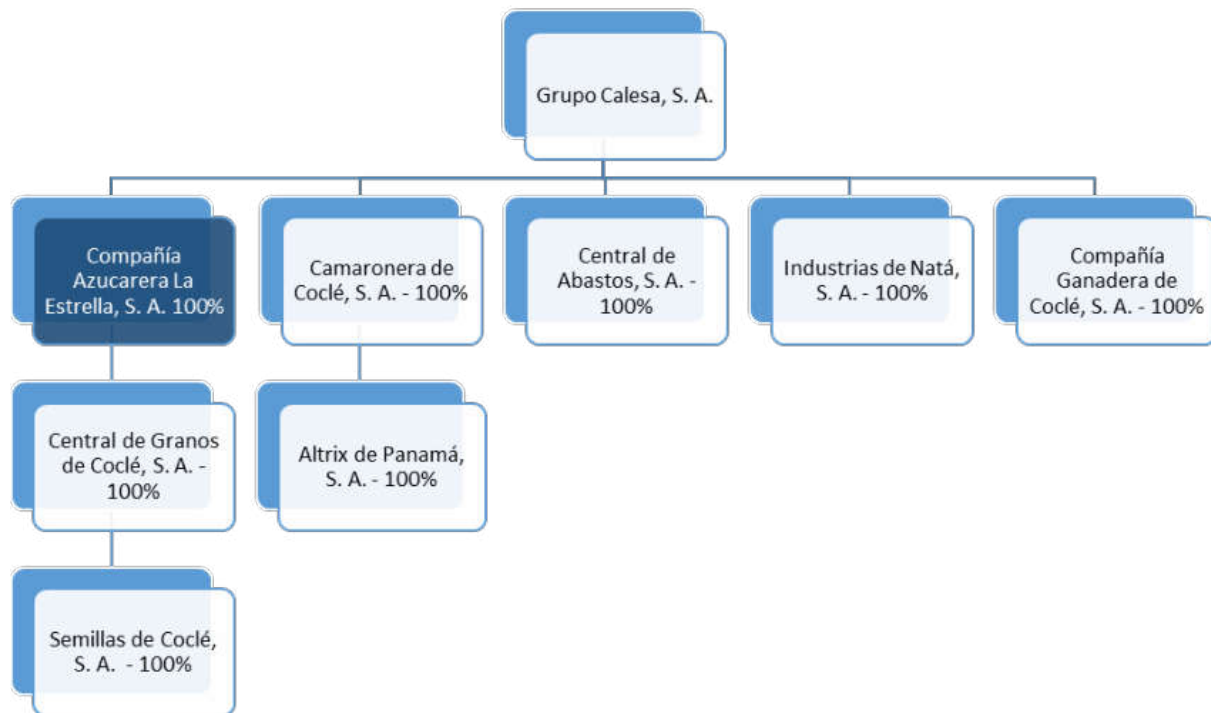 Grupo Calesa, S. A.
Compañía
Azucarera La
Estrella, S. A. 100%
Camaronera de
Coclé, S. A. - 100%
Central de
Abastos, S. A. -
100%
Industrias de Natá,
S. A. - 100%
Compañía
Ganadera de
Coclé, S. A. - 100%
Central de Granos
de Coclé, S. A. -
100%
Altrix de Panamá,
S. A. - 100%
Semillas de Coclé,
S. A. - 100%